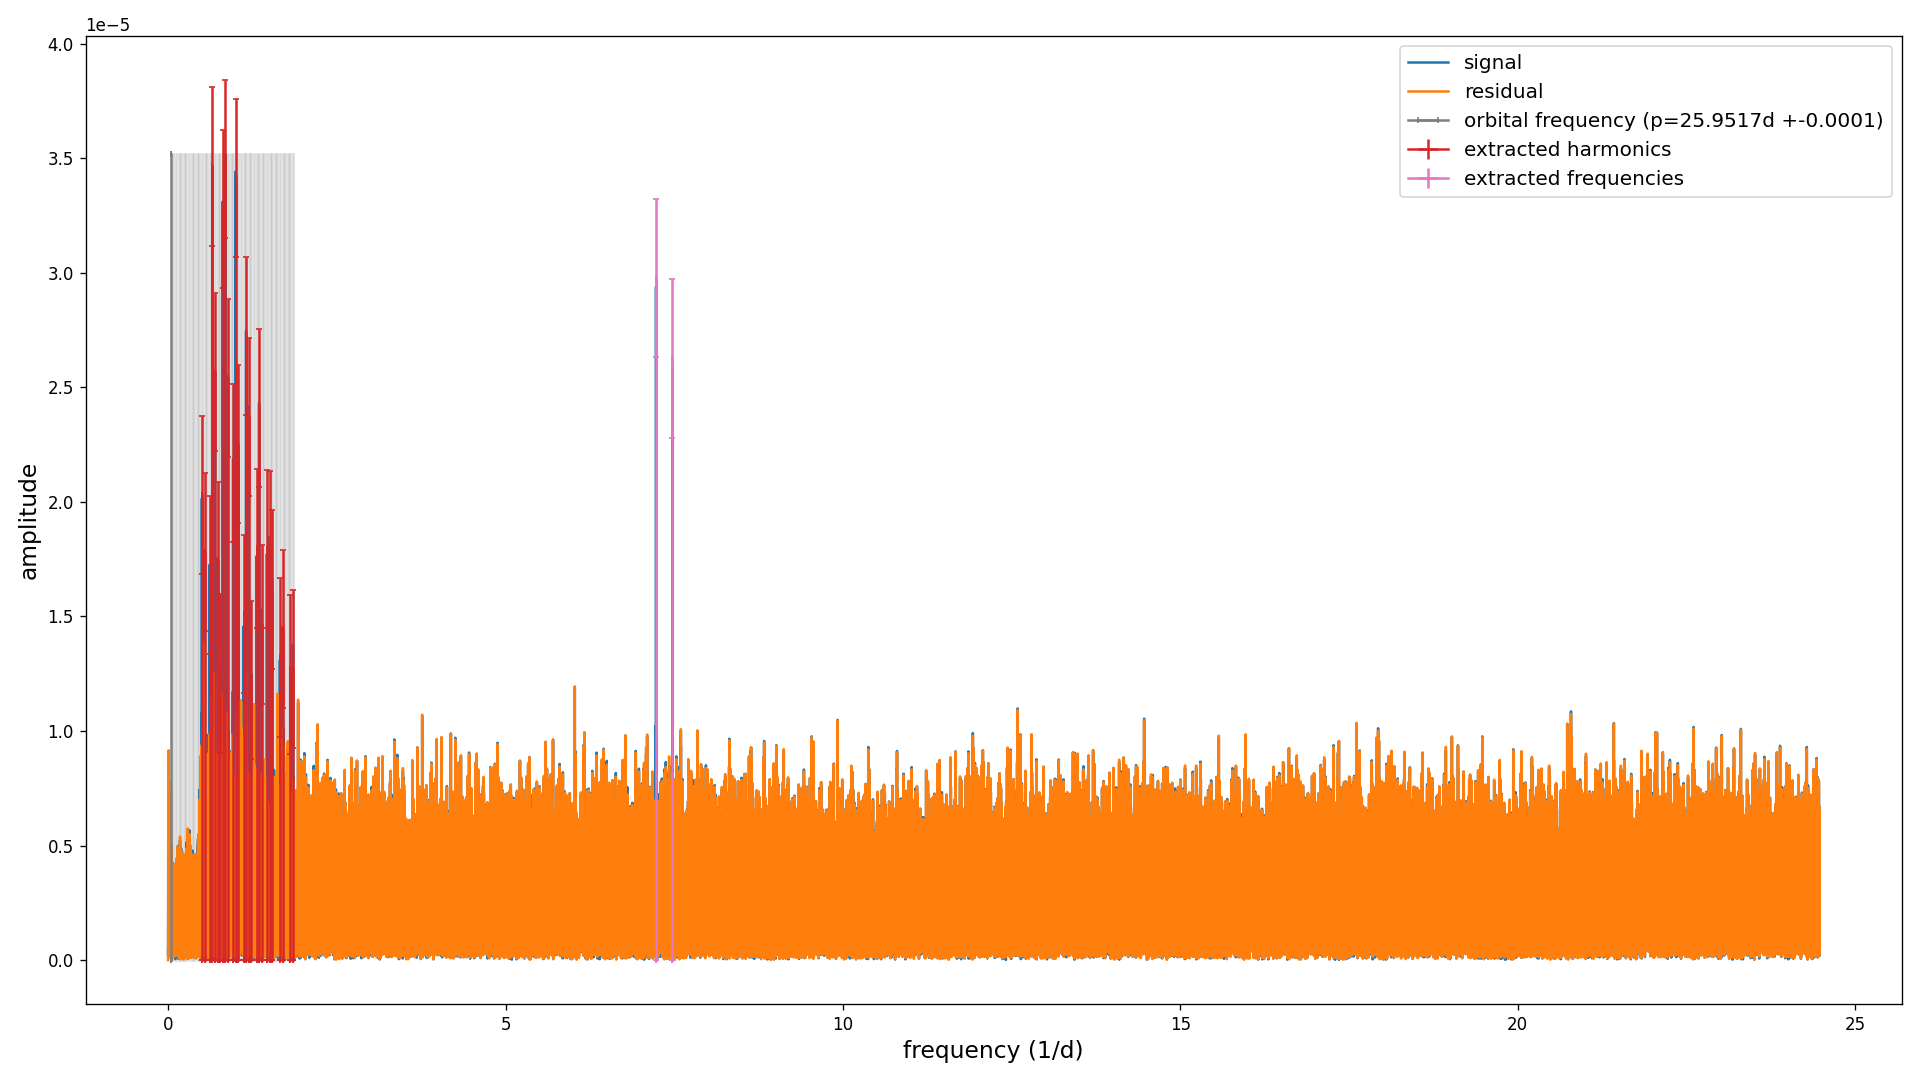 1e−5
4.0
3.5
3.0
2.5
2.0
1.5
1.0
0.5
0.0
amplitude
signal
residual
orbital frequency (p=25.9517d +-0.0001)
extracted harmonics
extracted frequencies
0
5
10
15
20
25
frequency (1/d)